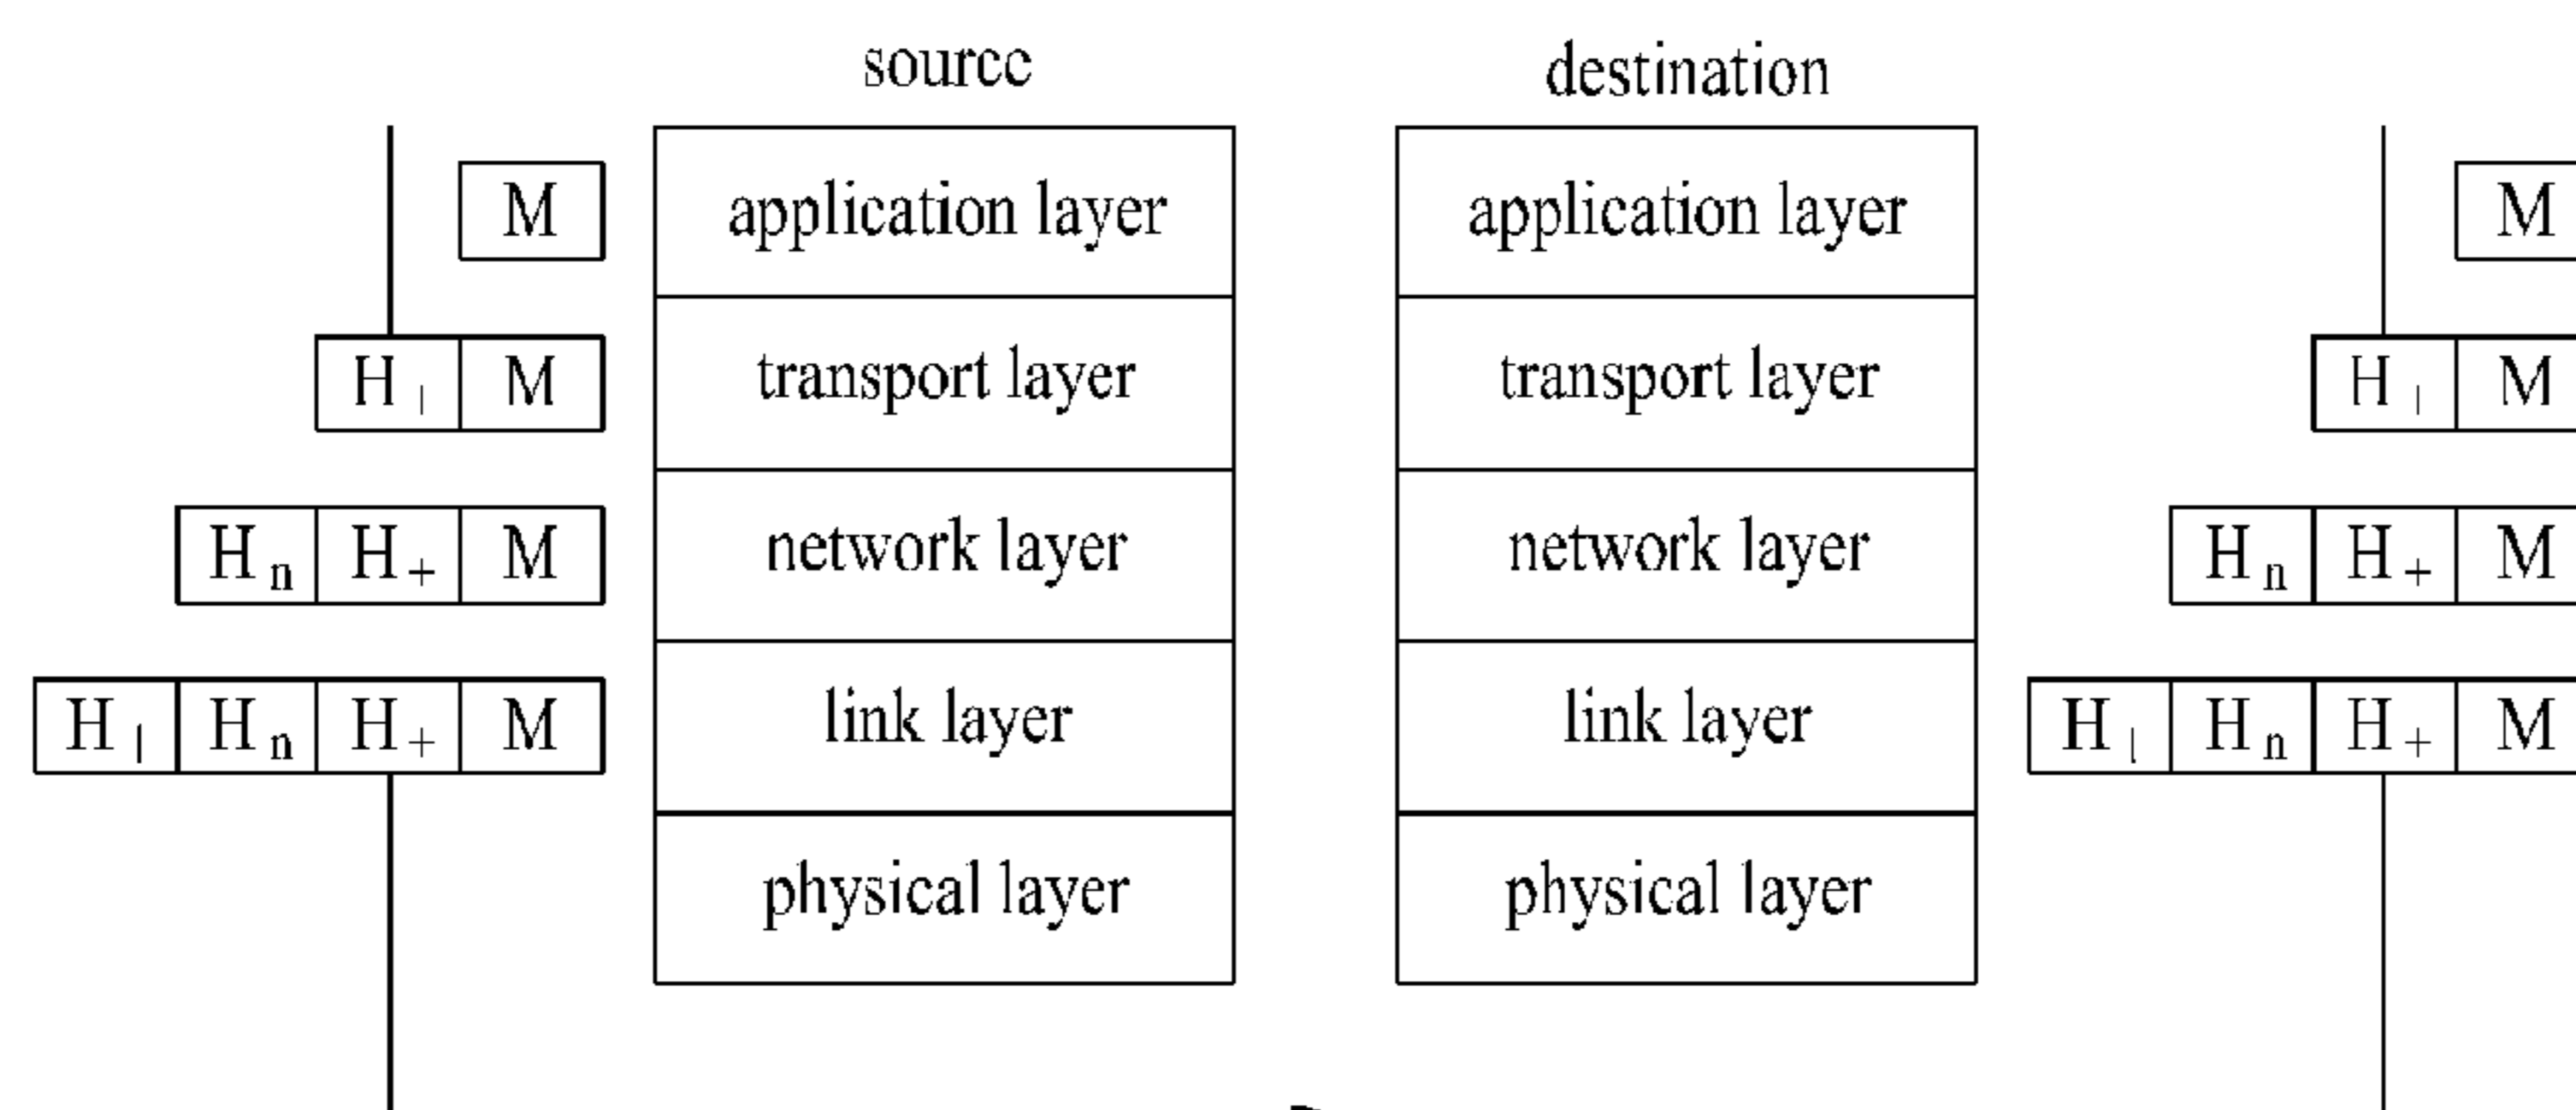 source destination
M application layer application layer M
H | M transport layer transport layer H | M
H n H + M network layer network layer H n H + M
H | H n H + M link layer link layer H | H n H + M
physical layer physical layer